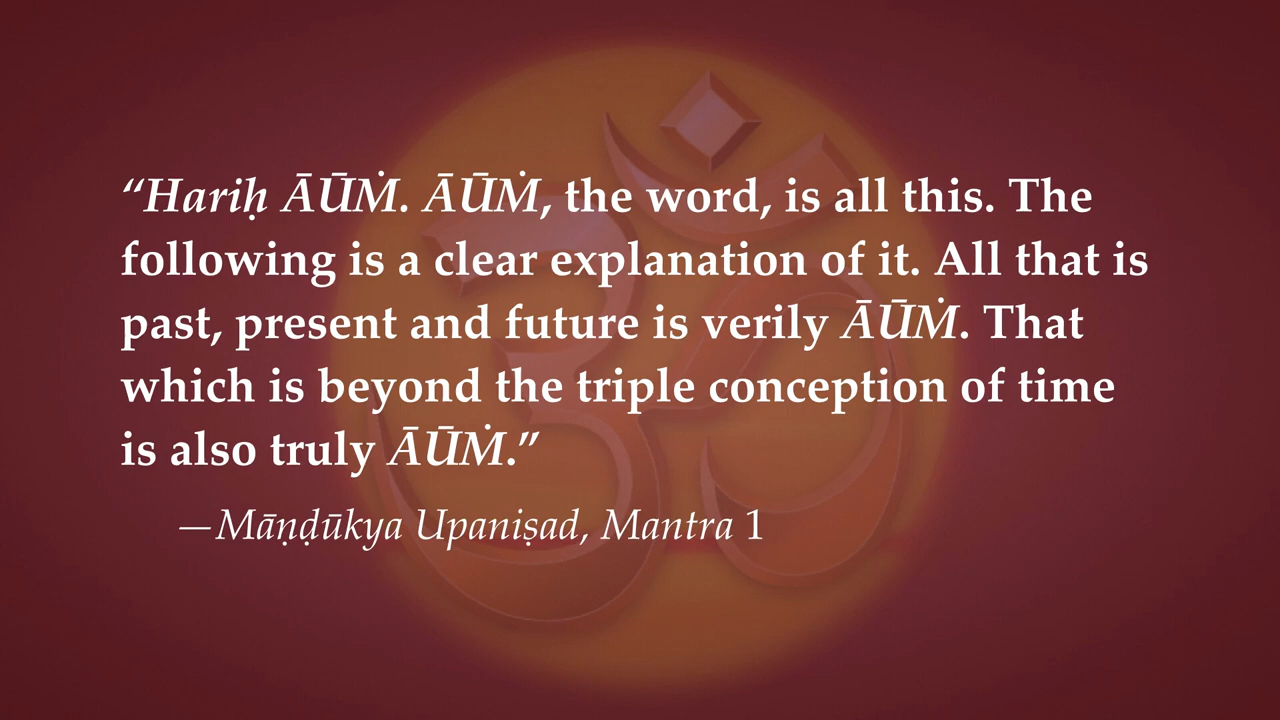 “Hariḥ ĀŪṀ. ĀŪṀ, the word, is all this. The
following is a clear explanation of it. All that is
past, present and future is verily ĀŪṀ. That
which is beyond the triple conception of time
is also truly ĀŪṀ.”
—Māṇḍūkya Upaniṣad, Mantra 1